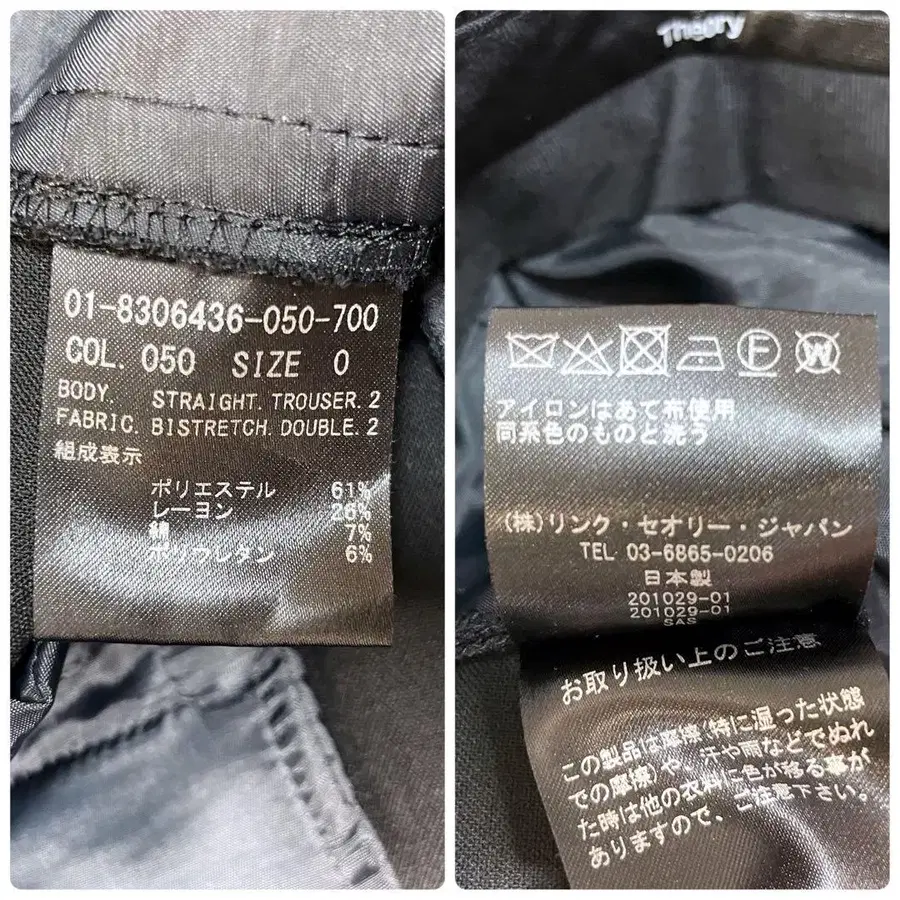 01-8306436-050-700
COL. 050 SIZE 0
BODY. STRAIGHT. TROUSER. 2
FABRIC. BISTRETCH. DOUBLE. 2
組成表示
ポリエステル 61%
レーヨン 26%
綿 7%
ポリウレタン 6%
Theory
F
W
アイロンはあて布使用
同系色のものと洗う
(株)リンク・セオリー・ジャパン
TEL 03-6865-0206
日本製
201029-01
201029-01
SAS
お取り扱い上のご注意
この製品は摩擦(特に湿った状態
での摩擦)や、汗や雨などでぬれ
た時は他の衣料に色が移る事が
ありますので、ご注意下さい。